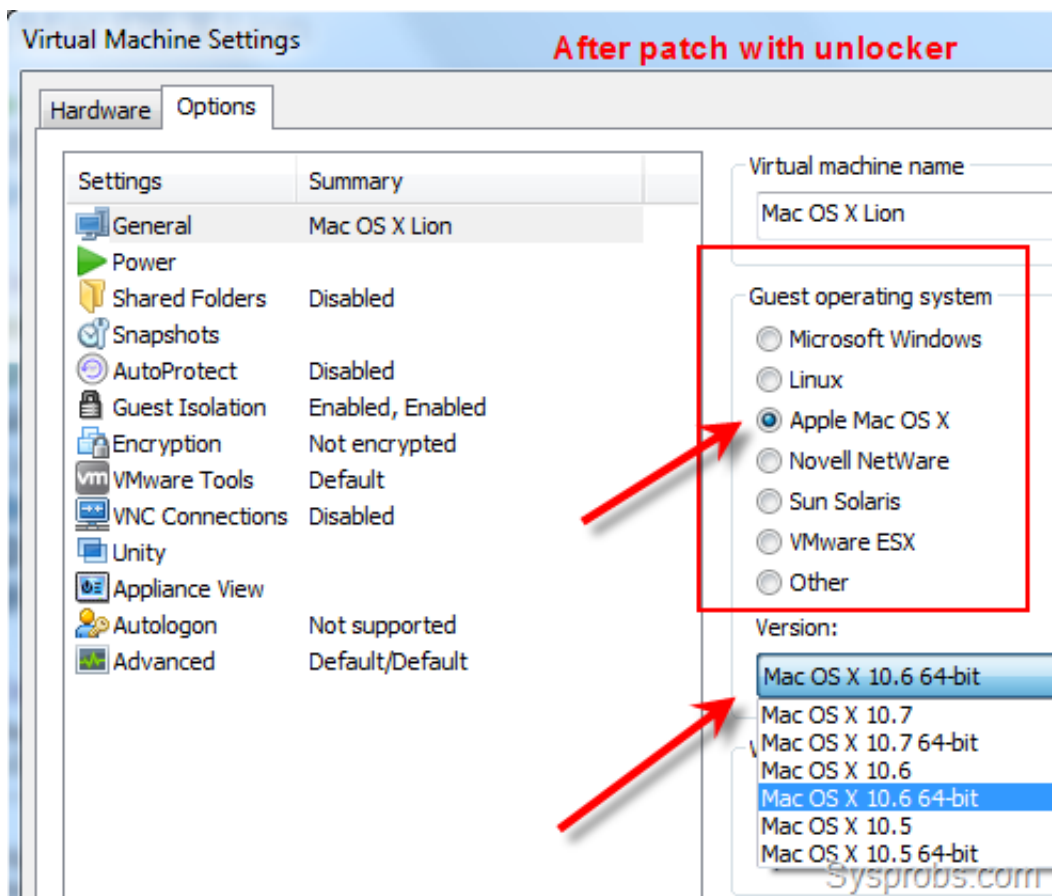 Virtual Machine Settings
After patch with unlocker
Hardware
Options
Settings Summary
General Mac OS X Lion
Power
Shared Folders Disabled
Snapshots
AutoProtect Disabled
Guest Isolation Enabled, Enabled
Encryption Not encrypted
vm VMware Tools Default
VNC Connections Disabled
Unity
Appliance View
Autologon Not supported
Advanced Default/Default
Virtual machine name
Mac OS X Lion
Guest operating system
Microsoft Windows
Linux
Apple Mac OS X
Novell NetWare
Sun Solaris
VMware ESX
Other
Version:
Mac OS X 10.6 64-bit
Mac OS X 10.7
Mac OS X 10.7 64-bit
Mac OS X 10.6
Mac OS X 10.6 64-bit
Mac OS X 10.5
Mac OS X 10.5 64-bit
Sysprobs.com